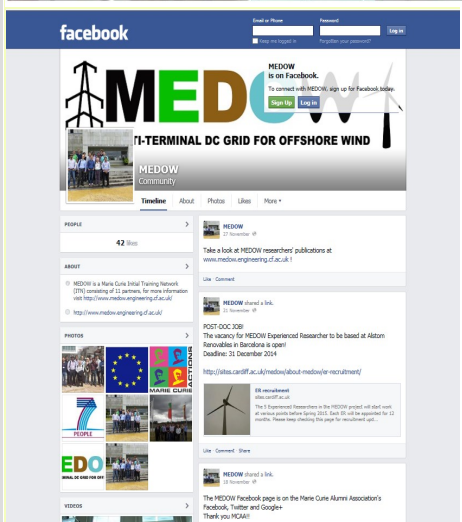 facebook
Email or Phone
Password
Log in
Keep me logged in
Forgotten your password?
MEDOW
MEDOW
is on Facebook.
To connect with MEDOW, sign up for Facebook today.
Sign Up
Log in
TI-TERMINAL DC GRID FOR OFFSHORE WIND
MEDOW
Community
Timeline
About
Photos
Likes
More
PEOPLE
42 likes
ABOUT
MEDOW is a Marie Curie Initial Training Network
(ITN) consisting of 11 partners, for more information
visit http://www.medow.engineering.cf.ac.uk/
http://www.medow.engineering.cf.ac.uk/
PHOTOS
MARIE CURIE
ACTIONS
7
PEOPLE
EDO
MINAL DC GRID FOR OFF
VIDEOS
MEDOW
27 November
Take a look at MEDOW researchers' publications at
www.medow.engineering.cf.ac.uk !
Like Comment
MEDOW shared a link.
21 November
POST-DOC JOB!
The vacancy for MEDOW Experienced Researcher to be based at Alstom
Renovables in Barcelona is open!
Deadline: 31 December 2014
http://sites.cardiff.ac.uk/medow/about-medow/er-recruitment/
ER recruitment
sites.cardiff.ac.uk
The 5 Experienced Researchers in the MEDOW project will start work
at various points before Spring 2015. Each ER will be appointed for 12
months. Please keep checking this page for recruitment upd...
Like Comment Share
MEDOW shared a link.
18 November
The MEDOW Facebook page is on the Marie Curie Alumni Association's
Facebook, Twitter and Google+
Thank you MCAA!!